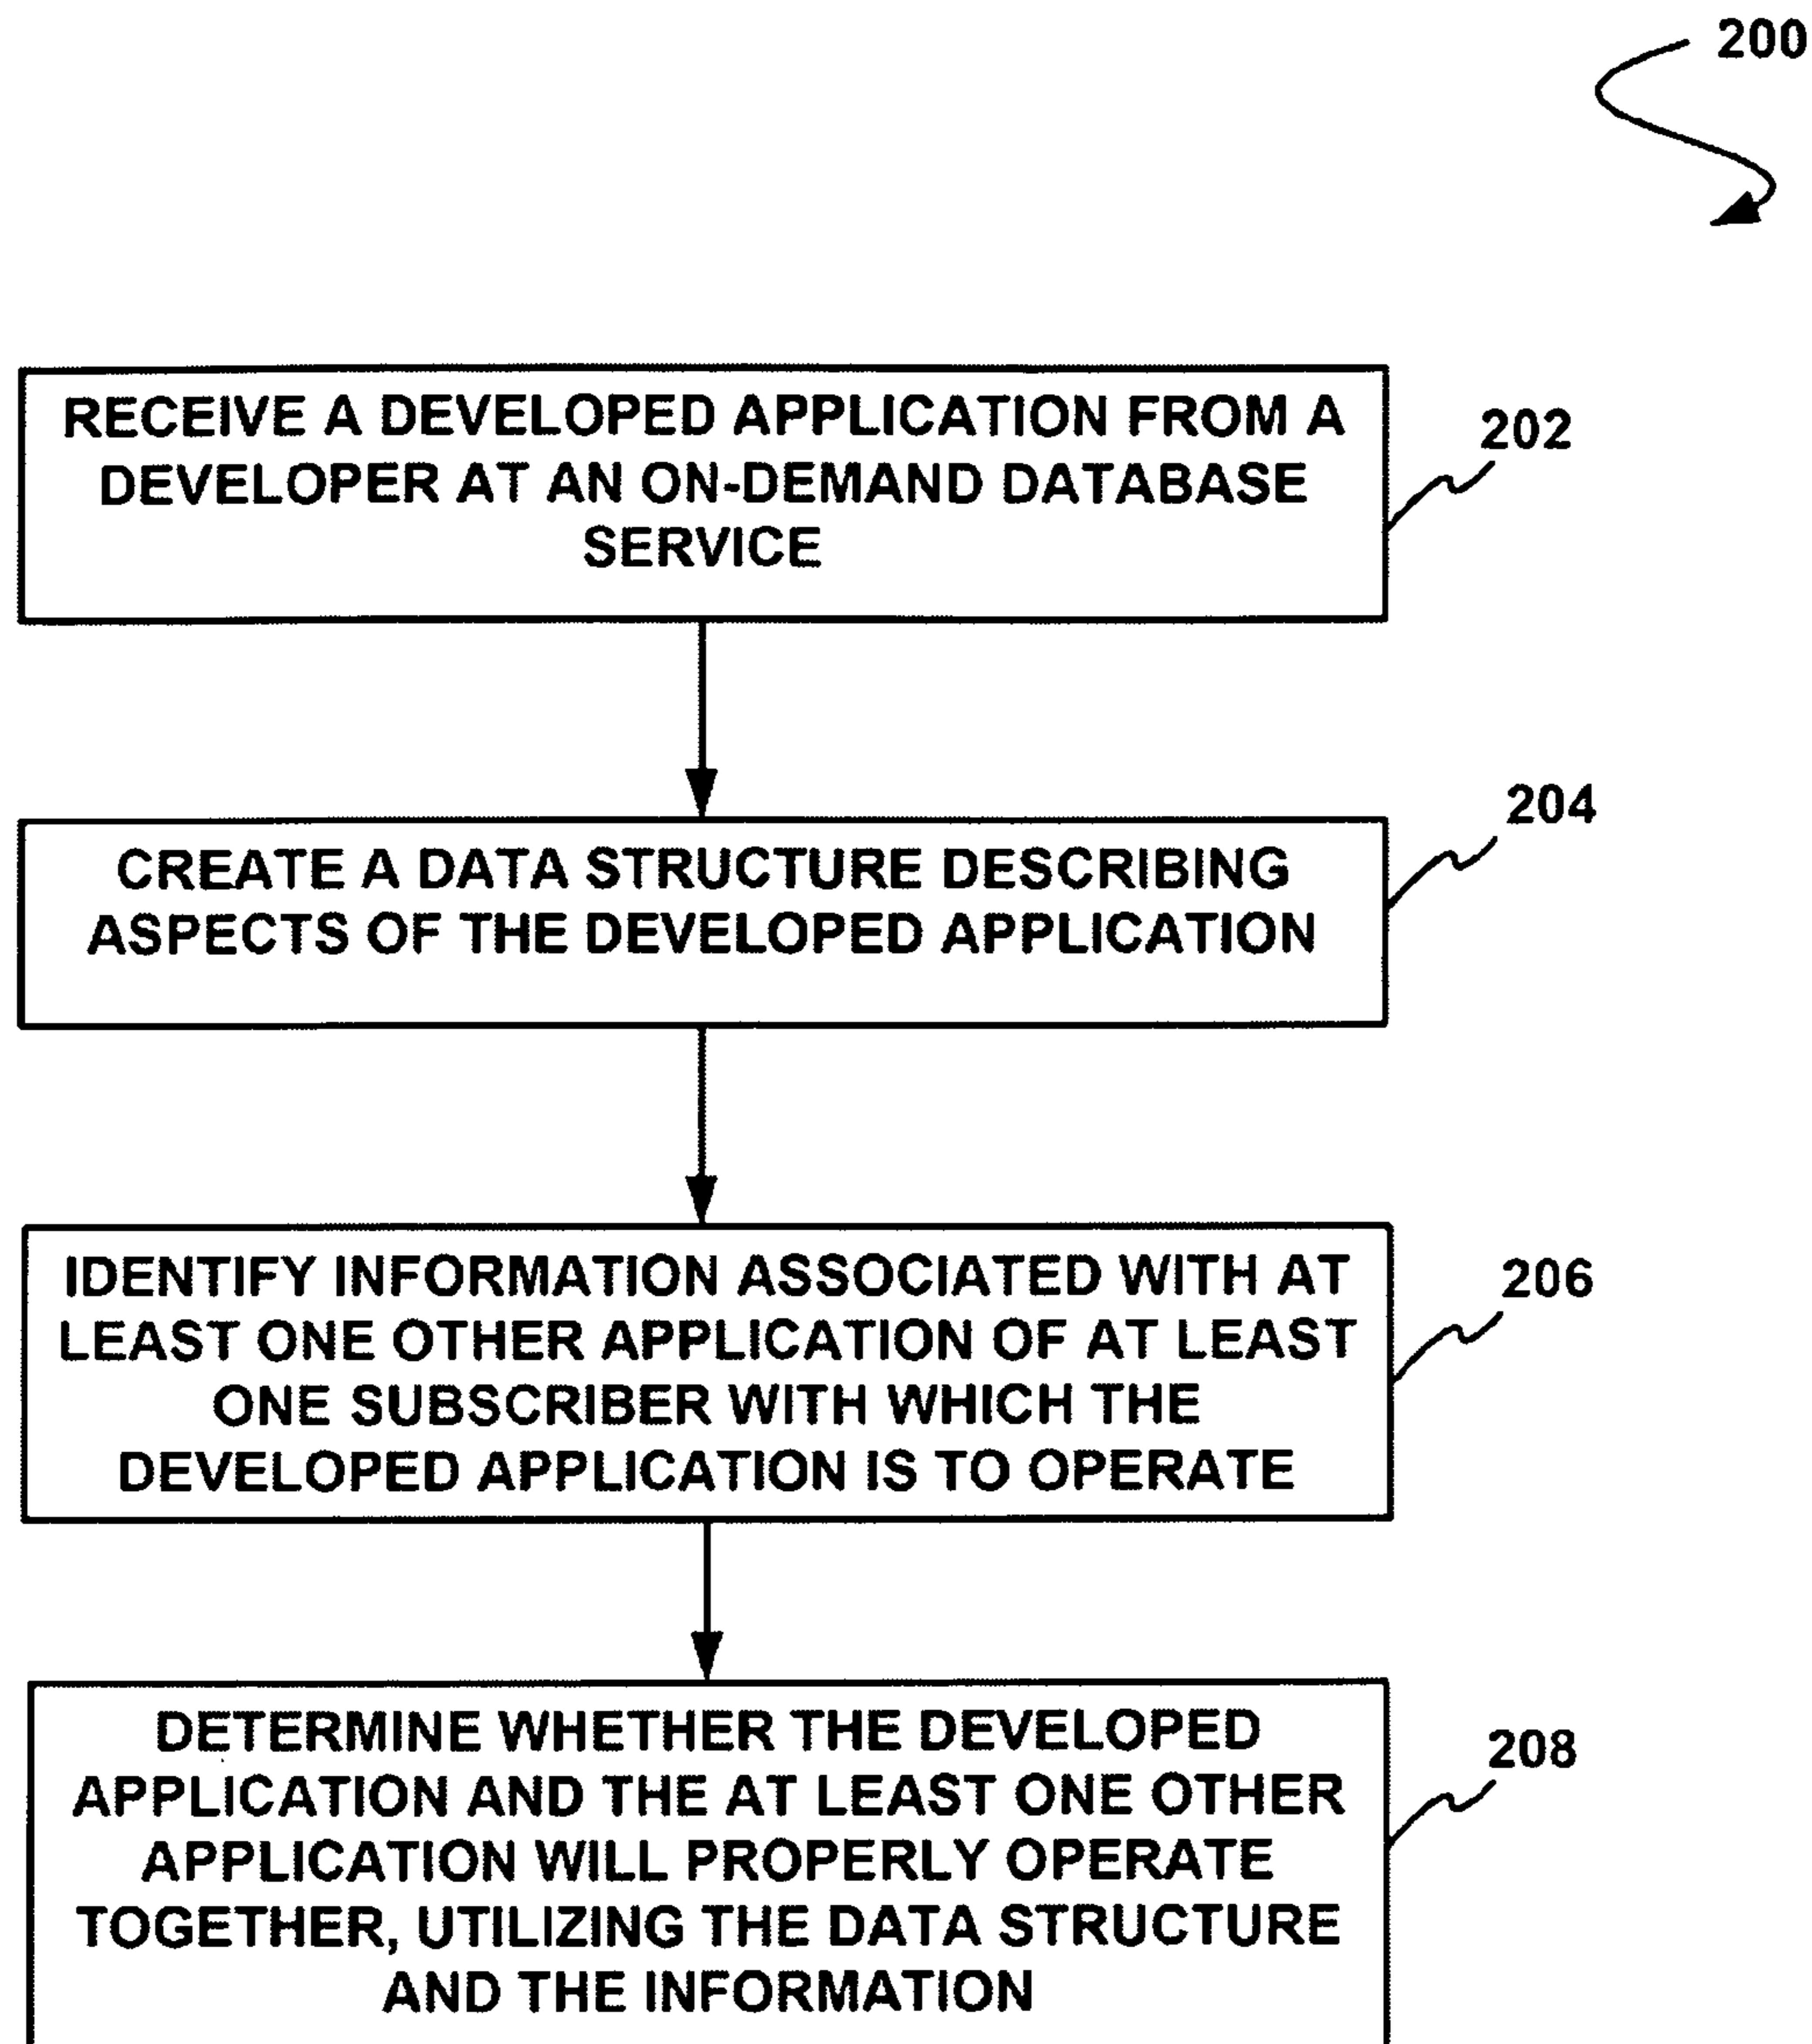 200
RECEIVE A DEVELOPED APPLICATION FROM A
DEVELOPER AT AN ON-DEMAND DATABASE
SERVICE
202
CREATE A DATA STRUCTURE DESCRIBING
ASPECTS OF THE DEVELOPED APPLICATION
204
IDENTIFY INFORMATION ASSOCIATED WITH AT
LEAST ONE OTHER APPLICATION OF AT LEAST
ONE SUBSCRIBER WITH WHICH THE
DEVELOPED APPLICATION IS TO OPERATE
206
DETERMINE WHETHER THE DEVELOPED
APPLICATION AND THE AT LEAST ONE OTHER
APPLICATION WILL PROPERLY OPERATE
TOGETHER, UTILIZING THE DATA STRUCTURE
AND THE INFORMATION
208